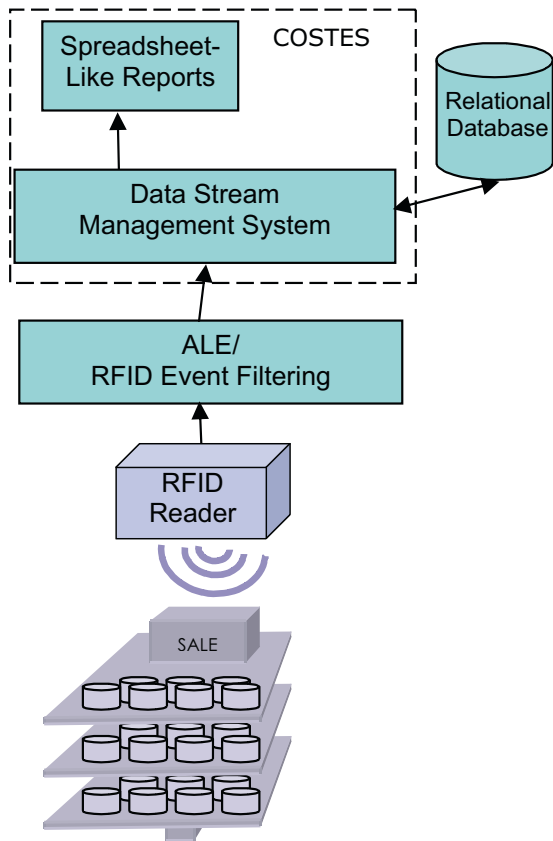 COSTES
Spreadsheet-
Like Reports
Relational
Database
Data Stream
Management System
ALE/
RFID Event Filtering
RFID
Reader
SALE